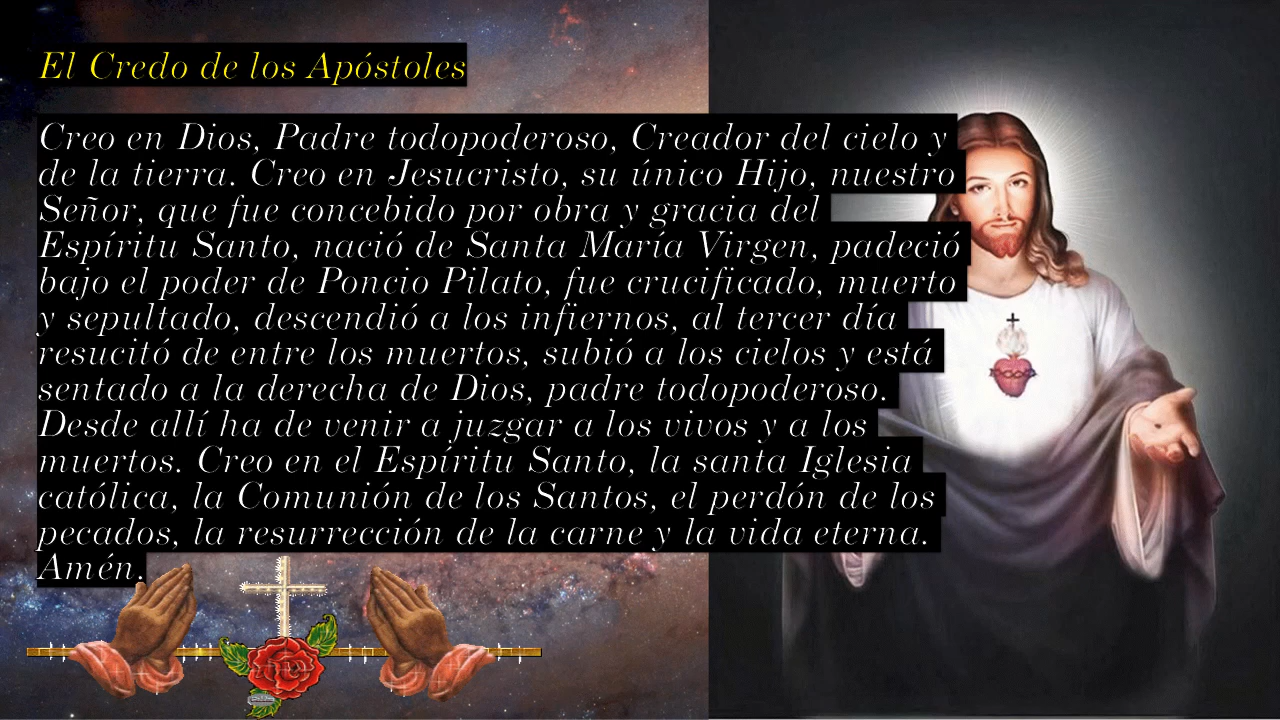 El Credo de los Apóstoles
Creo en Dios, Padre todopoderoso, Creador del cielo y
de la tierra. Creo en Jesucristo, su único Hijo, nuestro
Señor, que fue concebido por obra y gracia del
Espíritu Santo, nació de Santa María Virgen, padeció
bajo el poder de Poncio Pilato, fue crucificado, muerto
y sepultado, descendió a los infiernos, al tercer día
resucitó de entre los muertos, subió a los cielos y está
sentado a la derecha de Dios, padre todopoderoso.
Desde allí ha de venir a juzgar a los vivos y a los
muertos. Creo en el Espíritu Santo, la santa Iglesia
católica, la Comunión de los Santos, el perdón de los
pecados, la resurrección de la carne y la vida eterna.
Amén.